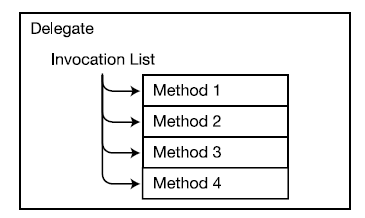 Delegate
Invocation List
Method 1
Method 2
Method 3
Method 4